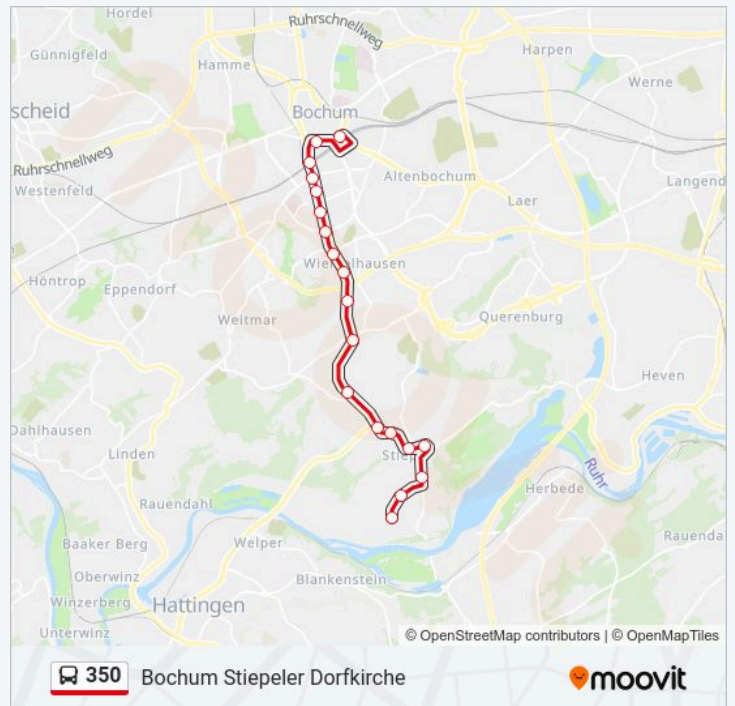 Hordel
Ruhrschnellweg
Günnigfeld
Harpen
Hamme
Werne
scheid
Bochum
Ruhrschnellweg
Altenbochum
Westenfeld
Langend
Laer
Wiemelhausen
Höntrop
Eppendorf
Querenburg
Weitmar
Heven
Dahlhausen
Linden
Stiep
Ruhr
Herbede
Rauendahl
Rauenda
Baaker Berg
Welper
Oberwinz
Blankenstein
Winzerberg
Hattingen
Unterwinz
© OpenStreetMap contributors | © OpenMapTiles
350 Bochum Stiepeler Dorfkirche
moovit